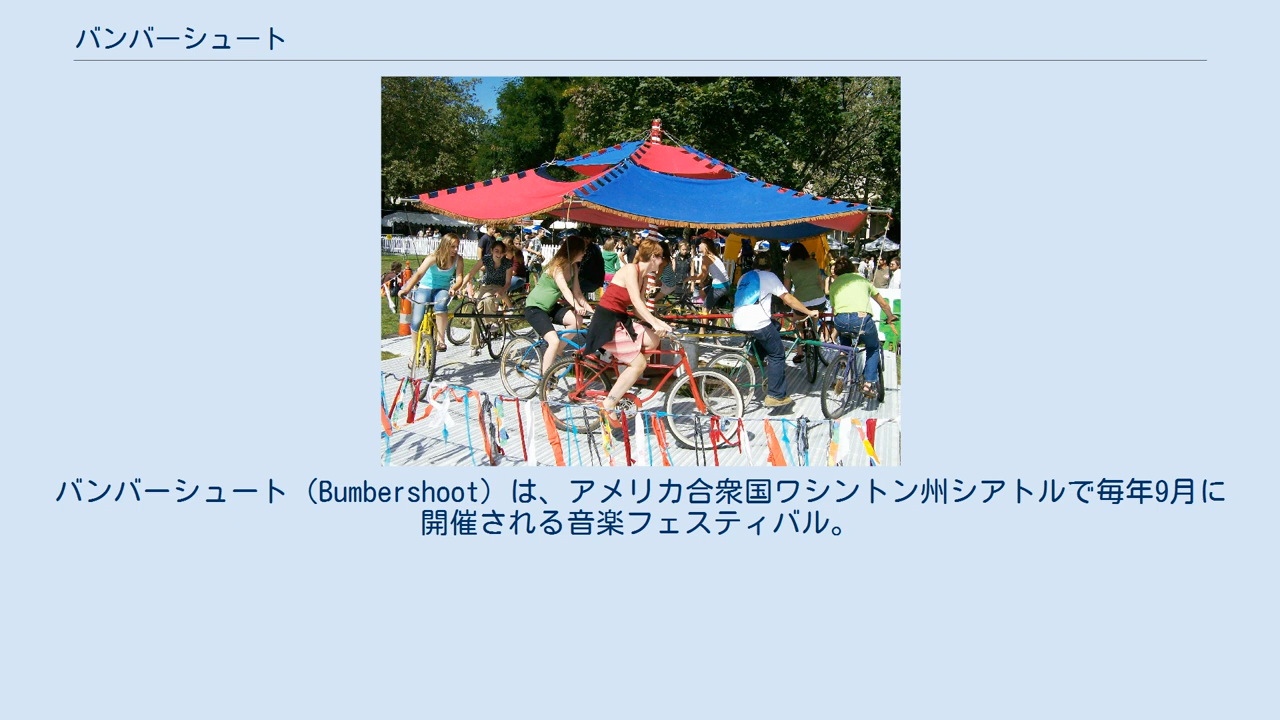 バンバーシュート
バンバーシュート（Bumbershoot）は、アメリカ合衆国ワシントン州シアトルで毎年9月に
開催される音楽フェスティバル。